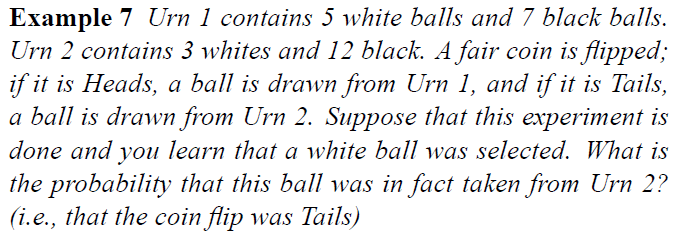 Example 7 Urn 1 contains 5 white balls and 7 black balls.
Urn 2 contains 3 whites and 12 black. A fair coin is flipped;
if it is Heads, a ball is drawn from Urn 1, and if it is Tails,
a ball is drawn from Urn 2. Suppose that this experiment is
done and you learn that a white ball was selected. What is
the probability that this ball was in fact taken from Urn 2?
(i.e., that the coin flip was Tails)